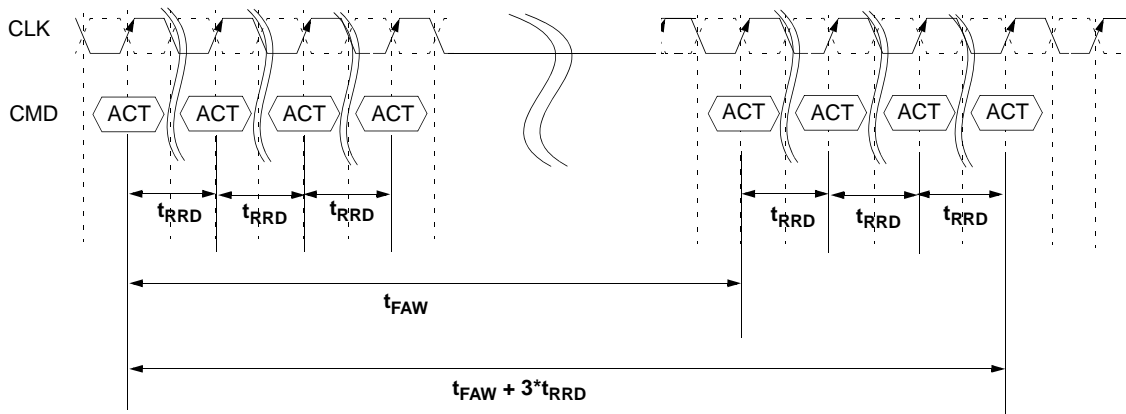 CLK
CMD ACT ACT ACT ACT ACT ACT ACT ACT
tRRD tRRD tRRD tRRD tRRD tRRD
tFAW
tFAW + 3*tRRD